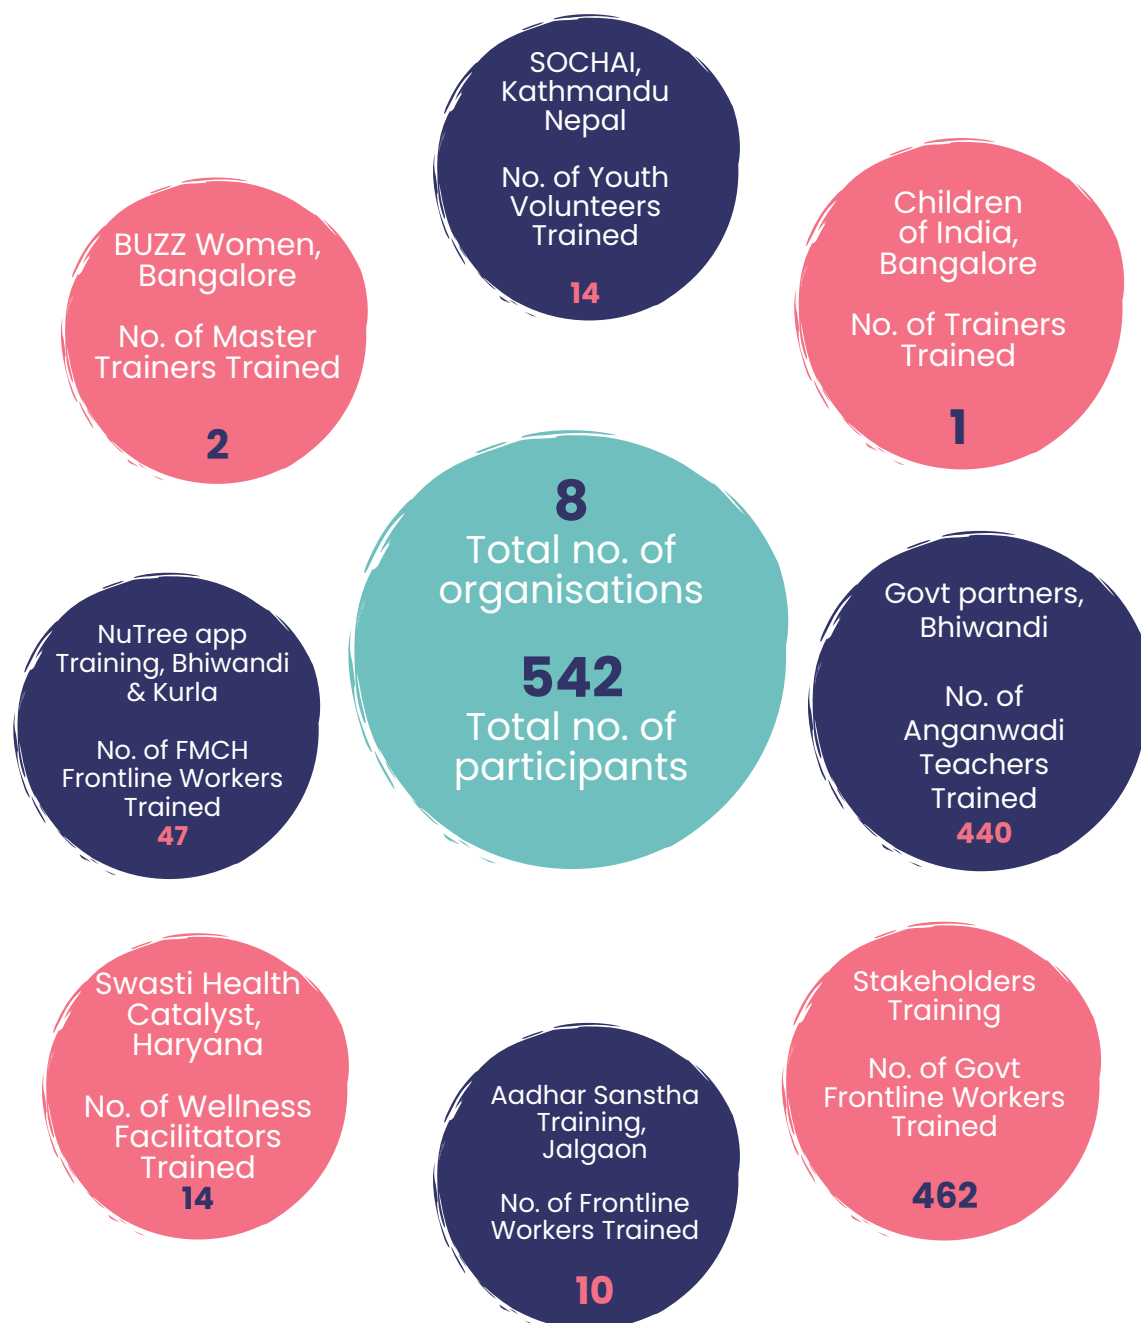 SOCHAI,
Kathmandu
Nepal
No. of Youth
Volunteers
Trained
14
BUZZ Women,
Bangalore
No. of Master
Trainers Trained
2
Children
of India,
Bangalore
No. of Trainers
Trained
1
8
Total no. of
organisations
542
Total no. of
participants
NuTree app
Training, Bhiwandi
& Kurla
No. of FMCH
Frontline Workers
Trained
47
Govt partners,
Bhiwandi
No. of
Anganwadi
Teachers
Trained
440
Swasti Health
Catalyst,
Haryana
No. of Wellness
Facilitators
Trained
14
Aadhar Sanstha
Training,
Jalgaon
No. of Frontline
Workers Trained
10
Stakeholders
Training
No. of Govt
Frontline Workers
Trained
462